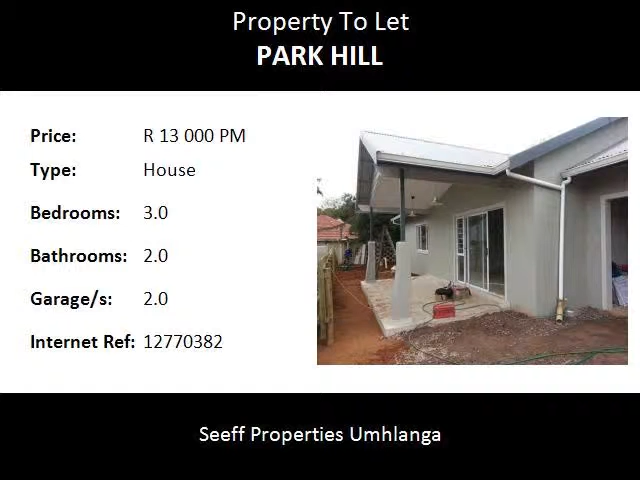 Property To Let
PARK HILL
Price: R 13 000 PM
Type: House
Bedrooms: 3.0
Bathrooms: 2.0
Garage/s: 2.0
Internet Ref: 12770382
Seeff Properties Umhlanga